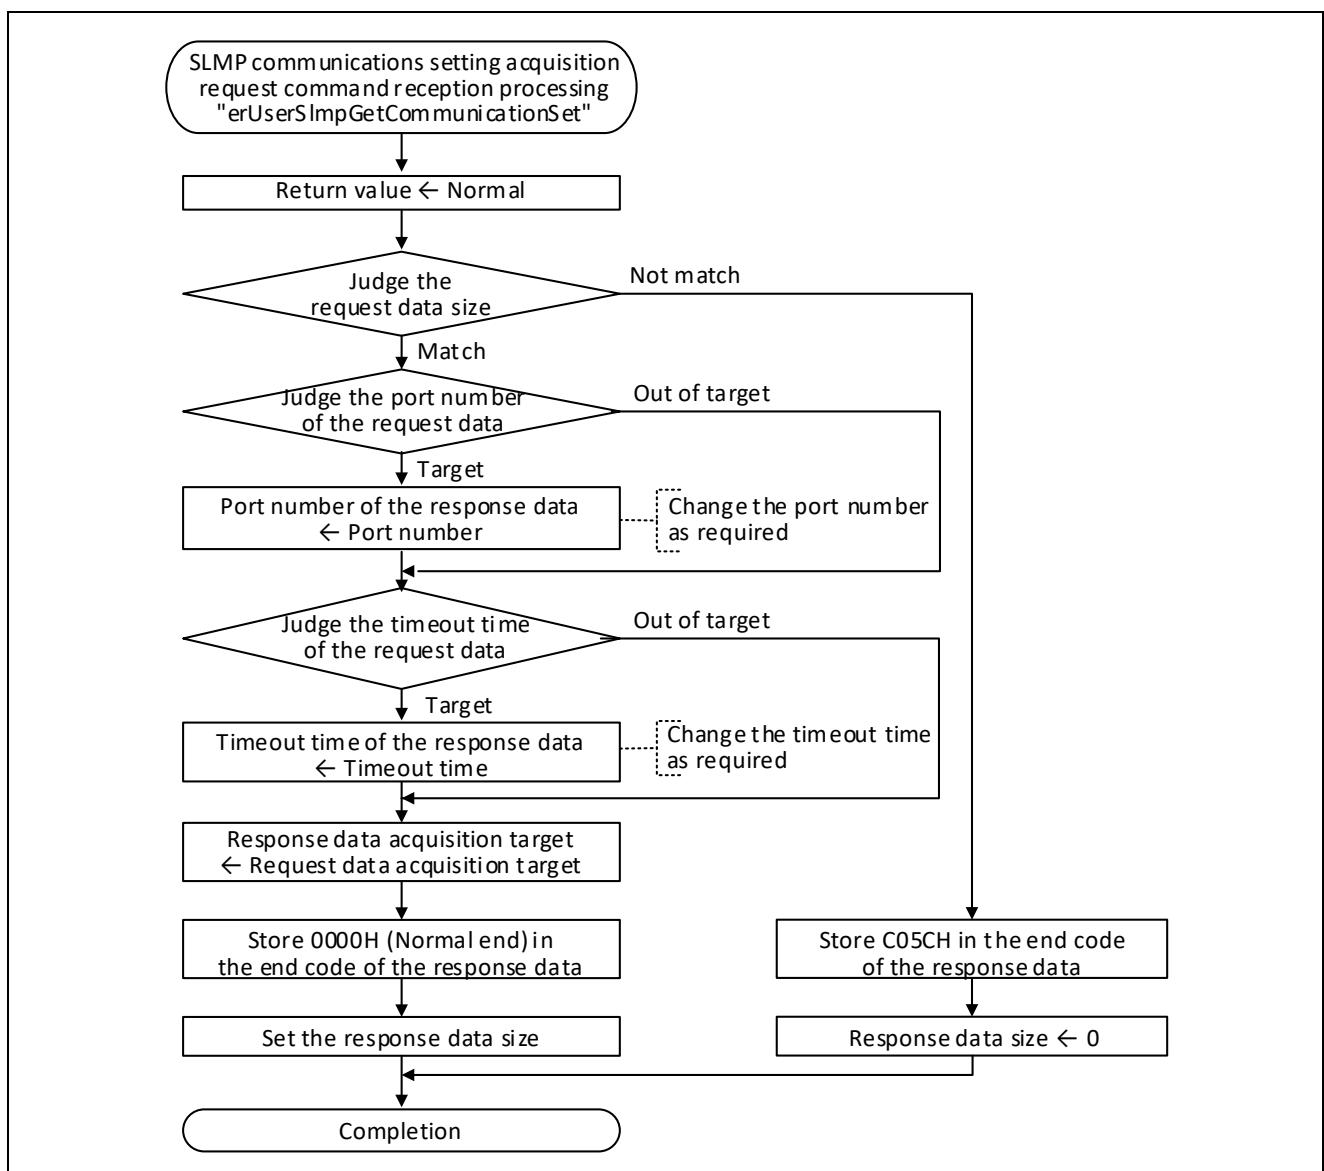 SLMP communications setting acquisition
request command reception processing
"erUserSlmpGetCommunicationSet"
Return value ← Normal
Judge the
request data size
Not match
Match
Judge the port number
of the request data
Out of target
Target
Port number of the response data
← Port number
Change the port number
as required
Judge the timeout time
of the request data
Out of target
Target
Timeout time of the response data
← Timeout time
Change the timeout time
as required
Response data acquisition target
← Request data acquisition target
Store 0000H (Normal end) in
the end code of the response data
Store C05CH in the end code
of the response data
Set the response data size
Response data size ← 0
Completion